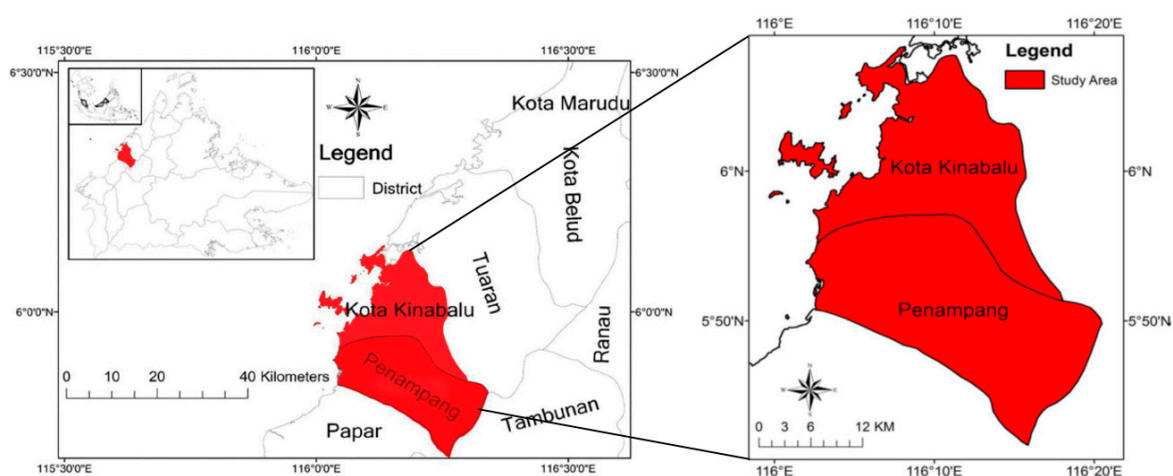 115°30'0"E
116°0'0"E
116°30'0"E
6°30'0"N
6°30'0"N
N
W
E
S
Legend
District
Kota Marudu
Kota Belud
Tuaran
Kota Kinabalu
6°0'0"N
6°0'0"N
Ranau
Penampang
0 10 20 40 Kilometers
Tambunan
Papar
115°30'0"E
116°0'0"E
116°30'0"E
116°E
116°10'E
116°20'E
Legend
Study Area
Kota Kinabalu
6°N
6°N
Penampang
5°50'N
5°50'N
N
W
E
S
0 3 6 12 KM
116°E
116°10'E
116°20'E